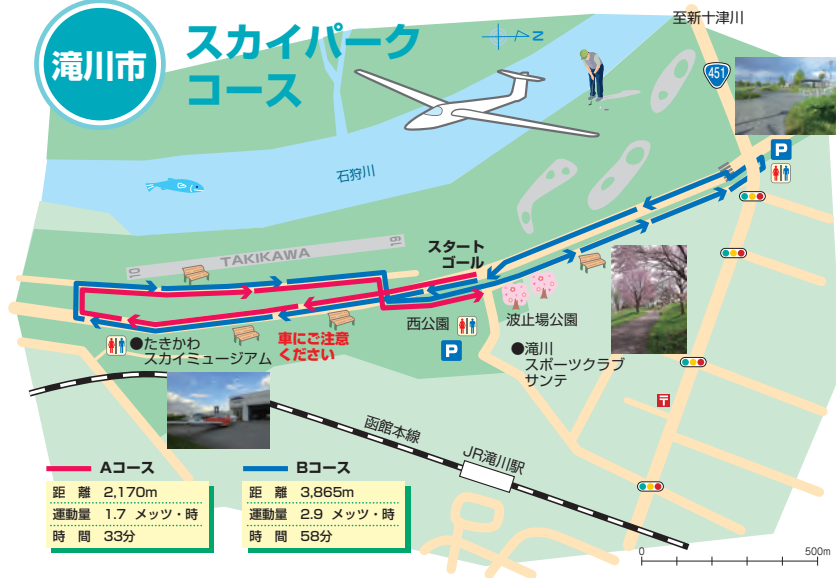 滝川市
スカイパーク
コース
N
至新十津川
451
P
石狩川
TAKIKAWA
10
19
スタート
ゴール
西公園
P
波止場公園
車にご注意
ください
●たきかわ
スカイミュージアム
●滝川
スポーツクラブ
サンテ
〒
函館本線
JR滝川駅
Aコース
距離 2,170m
運動量 1.7 メッツ・時
時間 33分
Bコース
距離 3,865m
運動量 2.9 メッツ・時
時間 58分
0 500m